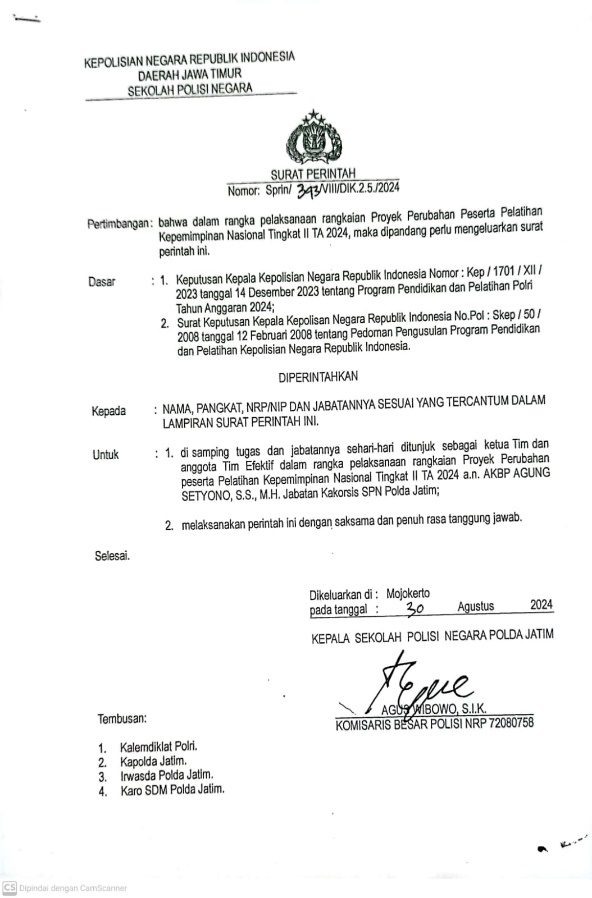 KEPOLISIAN NEGARA REPUBLIK INDONESIA
DAERAH JAWA TIMUR
SEKOLAH POLISI NEGARA
SURAT PERINTAH
Nomor: Sprin/ 393/VIII/DIK.2.5./2024
Pertimbangan : bahwa dalam rangka pelaksanaan rangkaian Proyek Perubahan Peserta Pelatihan
Kepemimpinan Nasional Tingkat II TA 2024, maka dipandang perlu mengeluarkan surat
perintah ini.
Dasar : 1. Keputusan Kepala Kepolisian Negara Republik Indonesia Nomor : Kep / 1701 / XII /
2023 tanggal 14 Desember 2023 tentang Program Pendidikan dan Pelatihan Polri
Tahun Anggaran 2024;
2. Surat Keputusan Kepala Kepolisan Negara Republik Indonesia No.Pol : Skep / 50 /
2008 tanggal 12 Februari 2008 tentang Pedoman Pengusulan Program Pendidikan
dan Pelatihan Kepolisian Negara Republik Indonesia.
DIPERINTAHKAN
Kepada : NAMA, PANGKAT, NRP/NIP DAN JABATANNYA SESUAI YANG TERCANTUM DALAM
LAMPIRAN SURAT PERINTAH INI.
Untuk : 1. di samping tugas dan jabatannya sehari-hari ditunjuk sebagai ketua Tim dan
anggota Tim Efektif dalam rangka pelaksanaan rangkaian Proyek Perubahan
peserta Pelatihan Kepemimpinan Nasional Tingkat II TA 2024 a.n. AKBP AGUNG
SETYONO, S.S., M.H. Jabatan Kakorsis SPN Polda Jatim;
2. melaksanakan perintah ini dengan saksama dan penuh rasa tanggung jawab.
Selesai.
Dikeluarkan di : Mojokerto
pada tanggal : 30 Agustus 2024
KEPALA SEKOLAH POLISI NEGARA POLDA JATIM
AGUS WIBOWO, S.I.K.
KOMISARIS BESAR POLISI NRP 72080758
Tembusan:
1. Kalemdiklat Polri.
2. Kapolda Jatim.
3. Irwasda Polda Jatim.
4. Karo SDM Polda Jatim.
CS Dipindai dengan CamScanner